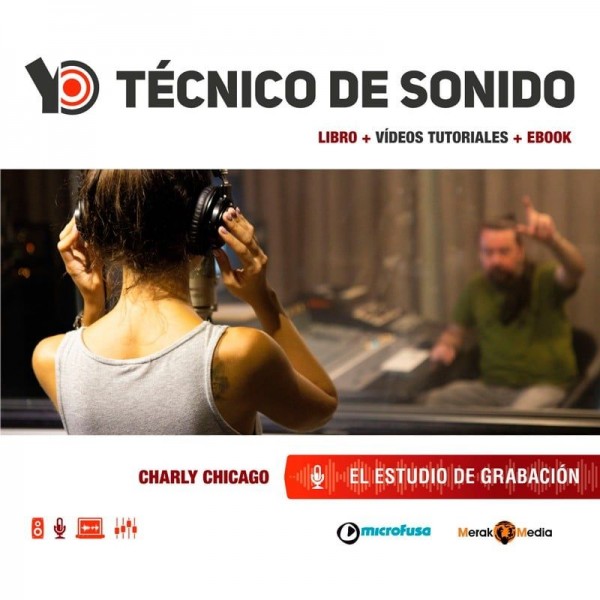 YO TÉCNICO DE SONIDO
LIBRO + VÍDEOS TUTORIALES + EBOOK
CHARLY CHICAGO
EL ESTUDIO DE GRABACIÓN
microfusa
Merak Media